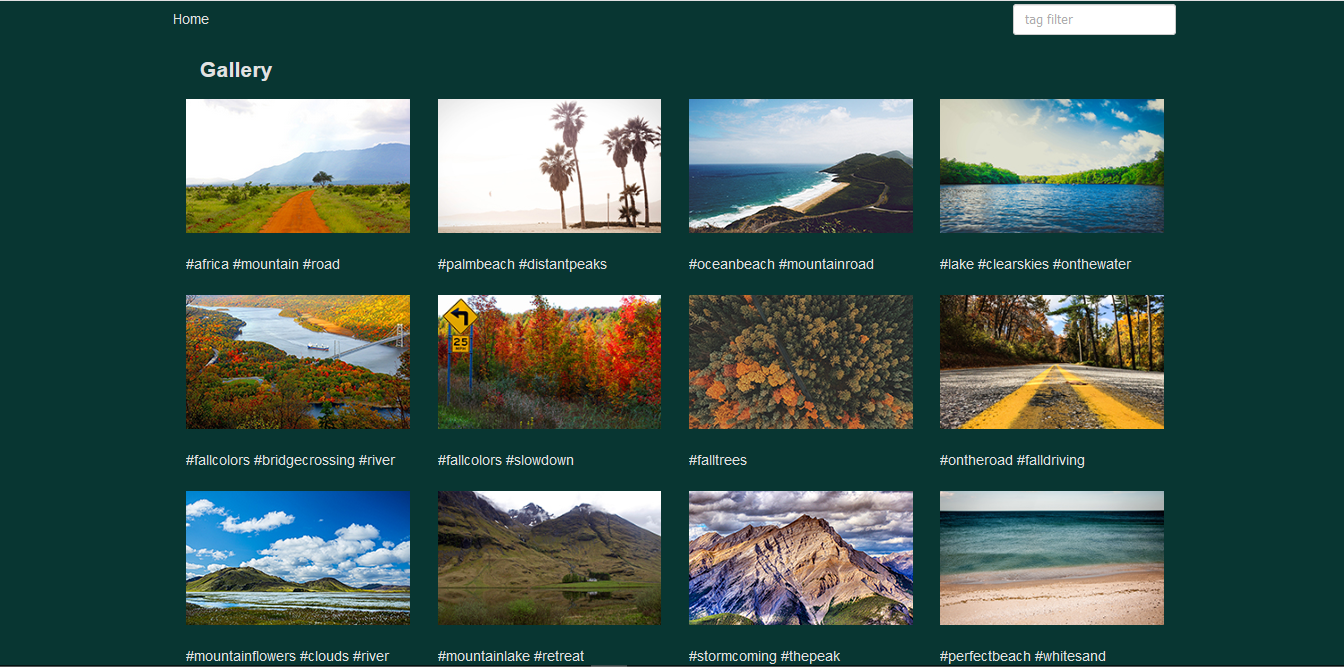 Home
tag filter
Gallery
#africa #mountain #road
#palmbeach #distantpeaks
#oceanbeach #mountainroad
#lake #clearskies #onthewater
25
#fallcolors #bridgecrossing #river
#fallcolors #slowdown
#falltrees
#ontheroad #falldriving
#mountainflowers #clouds #river
#mountainlake #retreat
#stormcoming #thepeak
#perfectbeach #whitesand